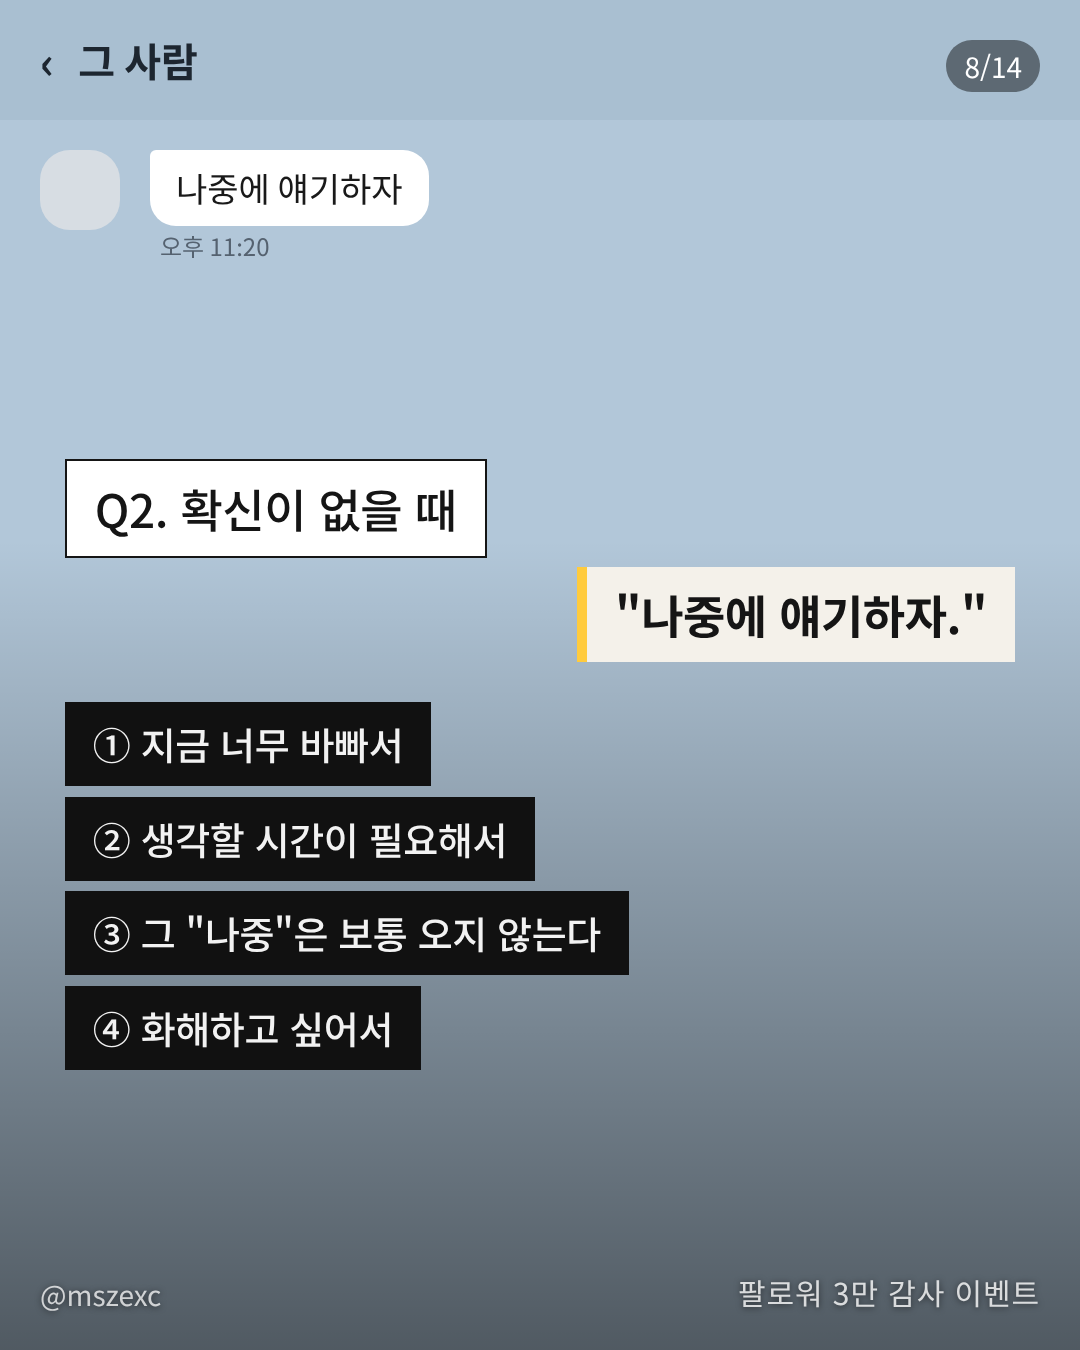 ‹ 그 사람
8/14
나중에 얘기하자
오후 11:20
Q2. 확신이 없을 때
"나중에 얘기하자."
① 지금 너무 바빠서
② 생각할 시간이 필요해서
③ 그 "나중"은 보통 오지 않는다
④ 화해하고 싶어서
@mszexc
팔로워 3만 감사 이벤트